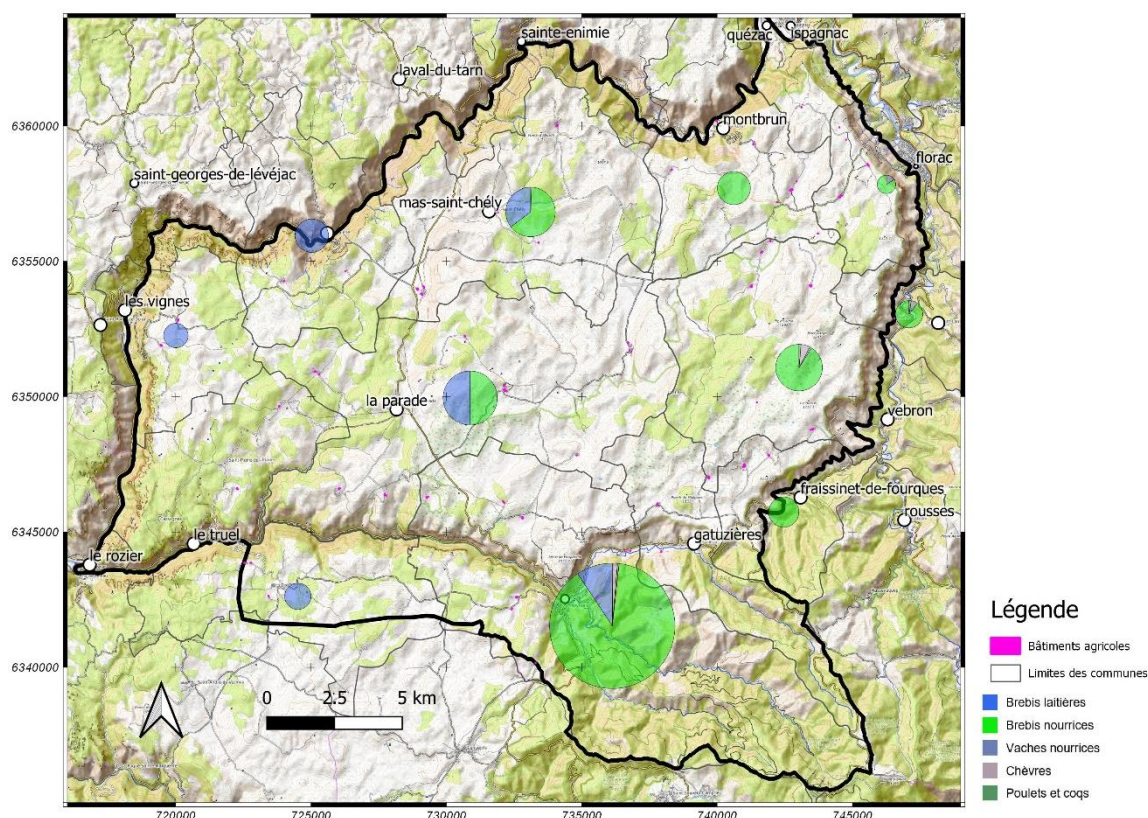 sainte-enimie
quézac
ispagnac
laval-du-tarn
6360000
montbrun
florac
saint-georges-de-lévéjac
mas-saint-chély
6355000
les vignes
6350000
la parade
vebron
fraissinet-de-fourques
rousses
6345000
le truel
gatuzières
le rozier
6340000
0 2.5 5 km
720000 725000 730000 735000 740000 745000
Légende
Bâtiments agricoles
Limites des communes
Brebis laitières
Brebis nourrices
Vaches nourrices
Chèvres
Poulets et coqs